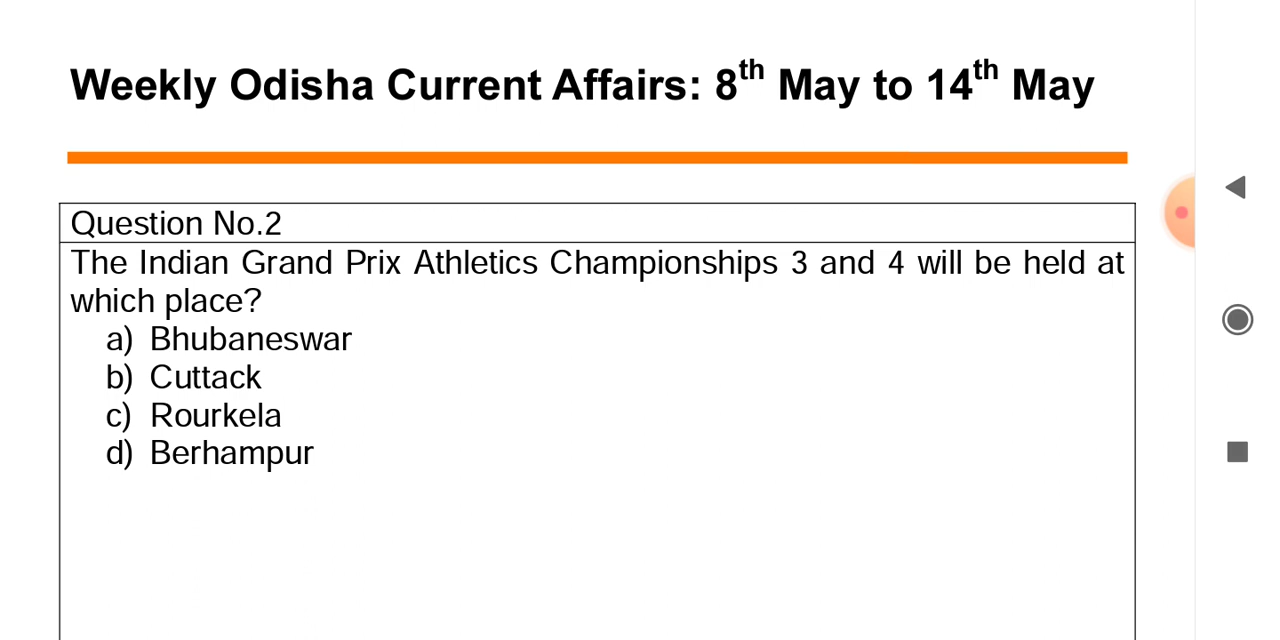 Weekly Odisha Current Affairs: 8th May to 14th May
Question No.2
The Indian Grand Prix Athletics Championships 3 and 4 will be held at
which place?
a) Bhubaneswar
b) Cuttack
c) Rourkela
d) Berhampur